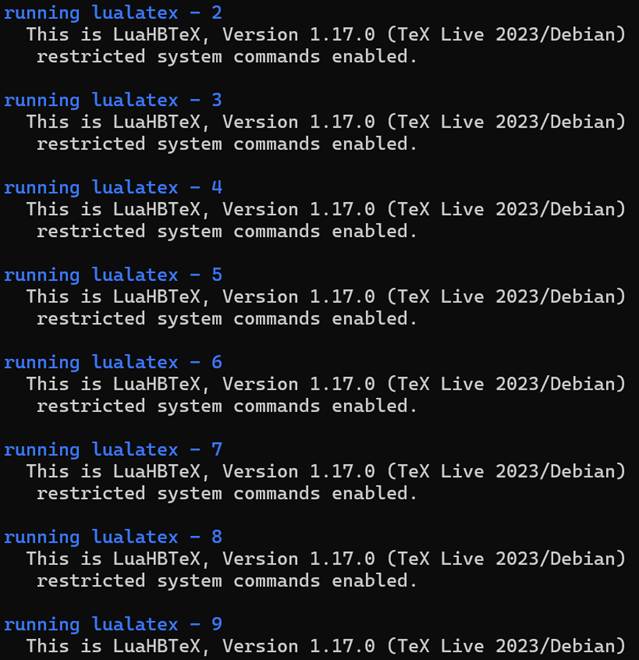 running lualatex - 2
This is LuaHBTeX, Version 1.17.0 (TeX Live 2023/Debian)
restricted system commands enabled.
running lualatex - 3
This is LuaHBTeX, Version 1.17.0 (TeX Live 2023/Debian)
restricted system commands enabled.
running lualatex - 4
This is LuaHBTeX, Version 1.17.0 (TeX Live 2023/Debian)
restricted system commands enabled.
running lualatex - 5
This is LuaHBTeX, Version 1.17.0 (TeX Live 2023/Debian)
restricted system commands enabled.
running lualatex - 6
This is LuaHBTeX, Version 1.17.0 (TeX Live 2023/Debian)
restricted system commands enabled.
running lualatex - 7
This is LuaHBTeX, Version 1.17.0 (TeX Live 2023/Debian)
restricted system commands enabled.
running lualatex - 8
This is LuaHBTeX, Version 1.17.0 (TeX Live 2023/Debian)
restricted system commands enabled.
running lualatex - 9
This is LuaHBTeX, Version 1.17.0 (TeX Live 2023/Debian)